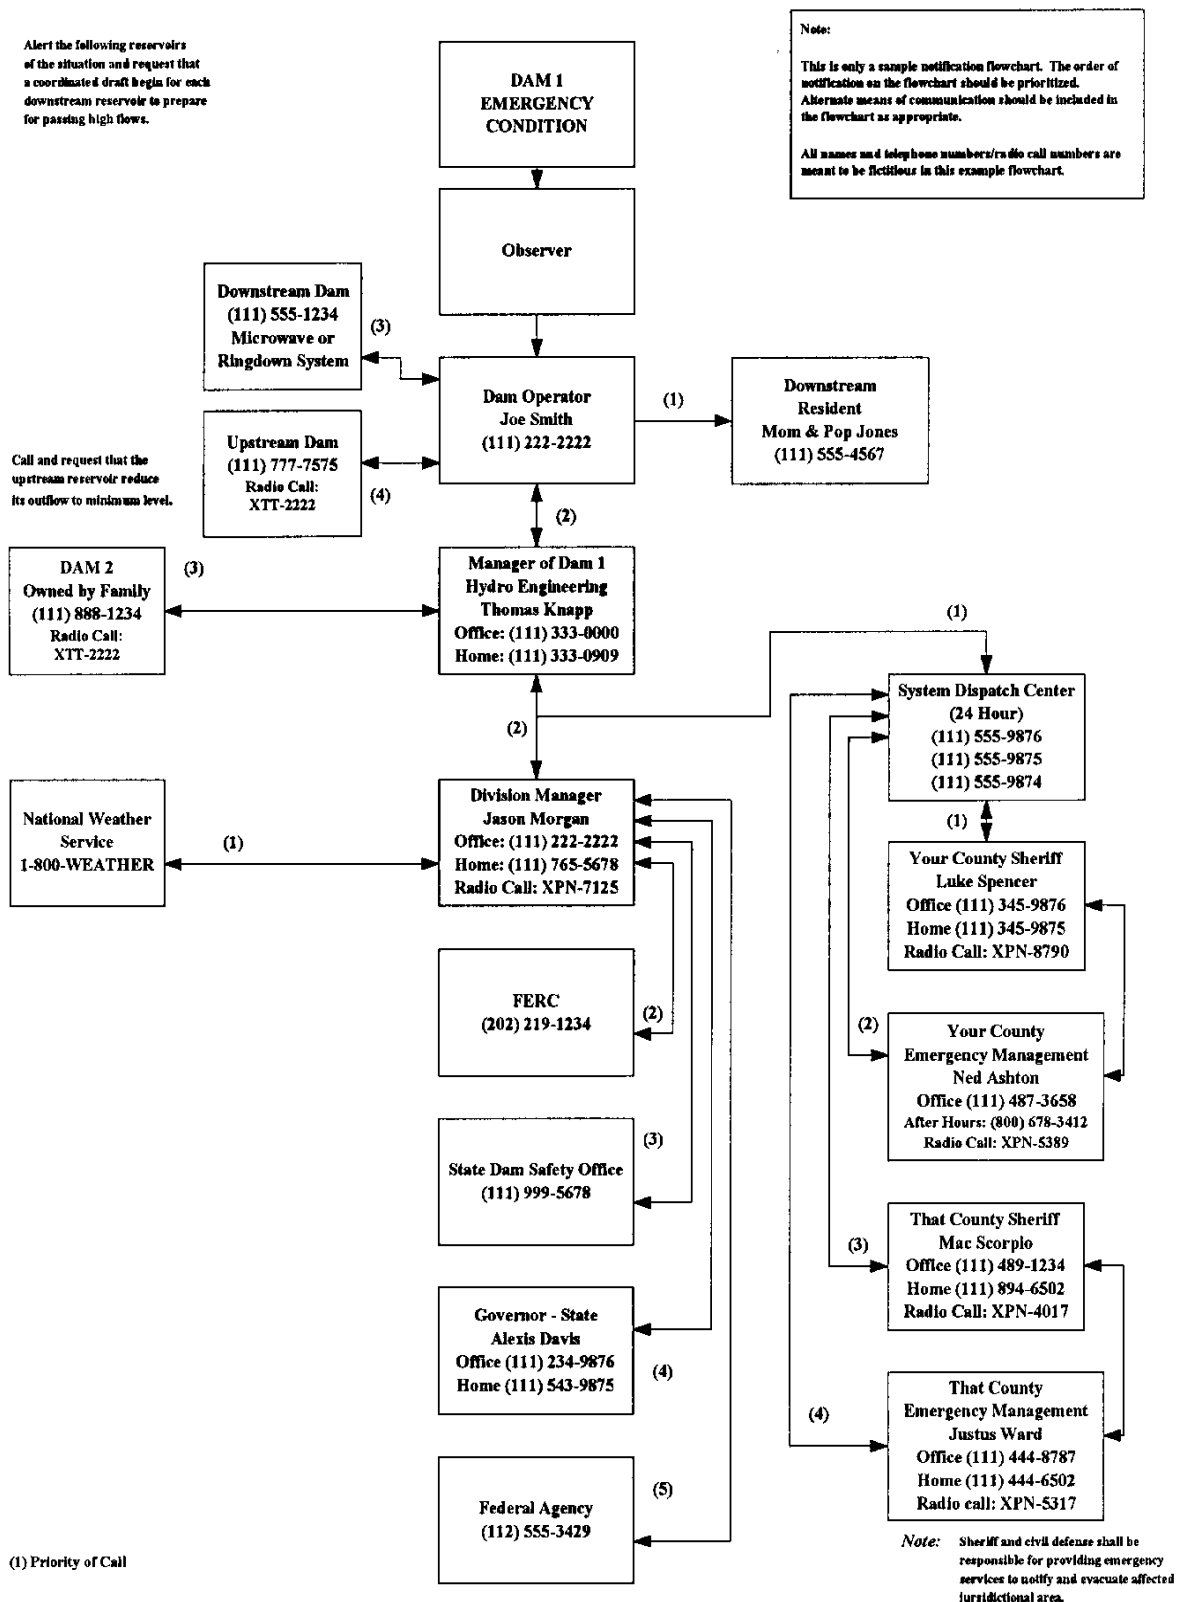 Alert the following reservoirs
of the situation and request that
a coordinated draft begin for each
downstream reservoir to prepare
for passing high flows.
DAM 1
EMERGENCY
CONDITION
Note:
This is only a sample notification flowchart. The order of
notification on the flowchart should be prioritized.
Alternate means of communication should be included in
the flowchart as appropriate.
All names and telephone numbers/radio call numbers are
meant to be fictitious in this example flowchart.
Observer
Downstream Dam
(111) 555-1234
Microwave or
Ringdown System
(3)
Dam Operator
Joe Smith
(111) 222-2222
(1)
Downstream
Resident
Mom & Pop Jones
(111) 555-4567
Call and request that the
upstream reservoir reduce
its outflow to minimum level.
Upstream Dam
(111) 777-7575
Radio Call:
XTT-2222
(4)
(2)
DAM 2
Owned by Family
(111) 888-1234
Radio Call:
XTT-2222
(3)
Manager of Dam 1
Hydro Engineering
Thomas Knapp
Office: (111) 333-0000
Home: (111) 333-0909
(1)
(2)
System Dispatch Center
(24 Hour)
(111) 555-9876
(111) 555-9875
(111) 555-9874
(1)
National Weather
Service
1-800-WEATHER
(1)
Division Manager
Jason Morgan
Office: (111) 222-2222
Home: (111) 765-5678
Radio Call: XPN-7125
Your County Sheriff
Luke Spencer
Office (111) 345-9876
Home (111) 345-9875
Radio Call: XPN-8790
FERC
(202) 219-1234
(2)
(2)
Your County
Emergency Management
Ned Ashton
Office (111) 487-3658
After Hours: (800) 678-3412
Radio Call: XPN-5389
State Dam Safety Office
(111) 999-5678
(3)
(3)
That County Sheriff
Mac Scorpio
Office (111) 489-1234
Home (111) 894-6502
Radio Call: XPN-4017
Governor - State
Alexis Davis
Office (111) 234-9876
Home (111) 543-9875
(4)
(4)
That County
Emergency Management
Justus Ward
Office (111) 444-8787
Home (111) 444-6502
Radio call: XPN-5317
Federal Agency
(112) 555-3429
(5)
(1) Priority of Call
Note: Sheriff and civil defense shall be
responsible for providing emergency
services to notify and evacuate affected
jursidictional area.